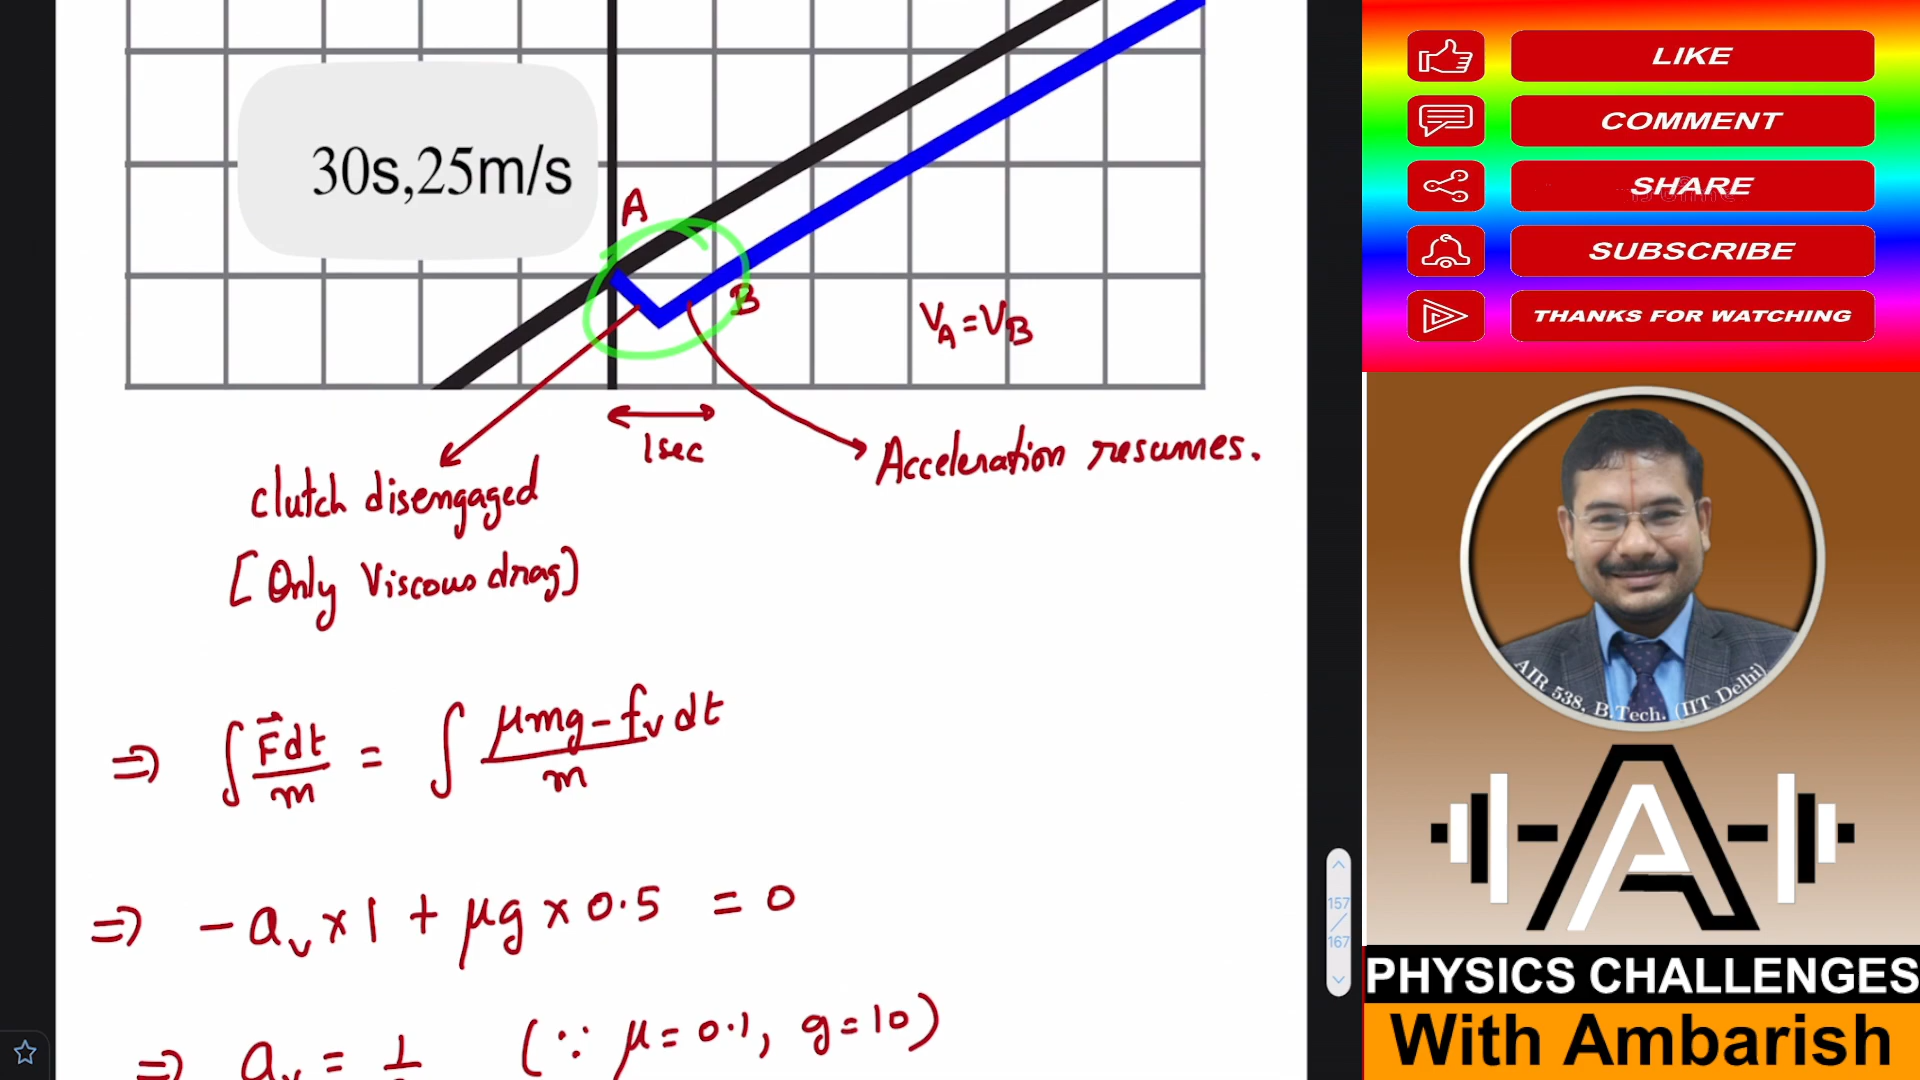 30s,25m/s
A
B
V_A = V_B
1sec
Acceleration resumes.
clutch disengaged
[Only Viscous drag]
⇒ ∫ F⃗dt/m = ∫ (μmg - f_v dt)/m
⇒ -a_v × 1 + μg × 0.5 = 0
(∵ μ = 0.1, g = 10)
157
/
167
LIKE
COMMENT
SHARE
SUBSCRIBE
THANKS FOR WATCHING
AIR 538, B.Tech. (IIT Delhi)
PHYSICS CHALLENGES
With Ambarish